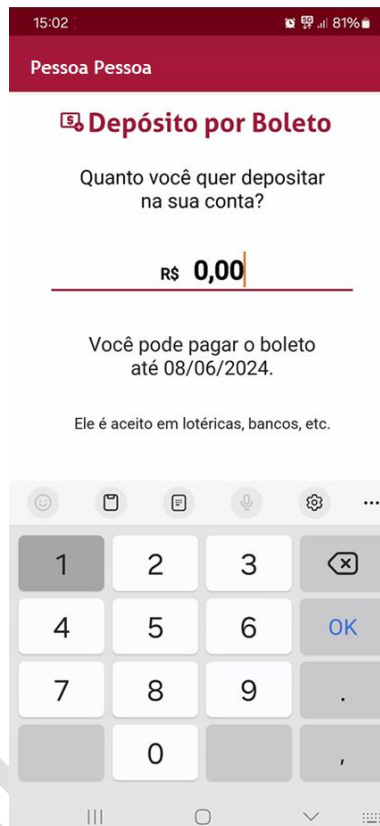 15:02
5G 81%
Pessoa Pessoa
Depósito por Boleto
Quanto você quer depositar
na sua conta?
R$ 0,00
Você pode pagar o boleto
até 08/06/2024.
Ele é aceito em lotéricas, bancos, etc.
1 2 3
4 5 6 OK
7 8 9 .
0 ,